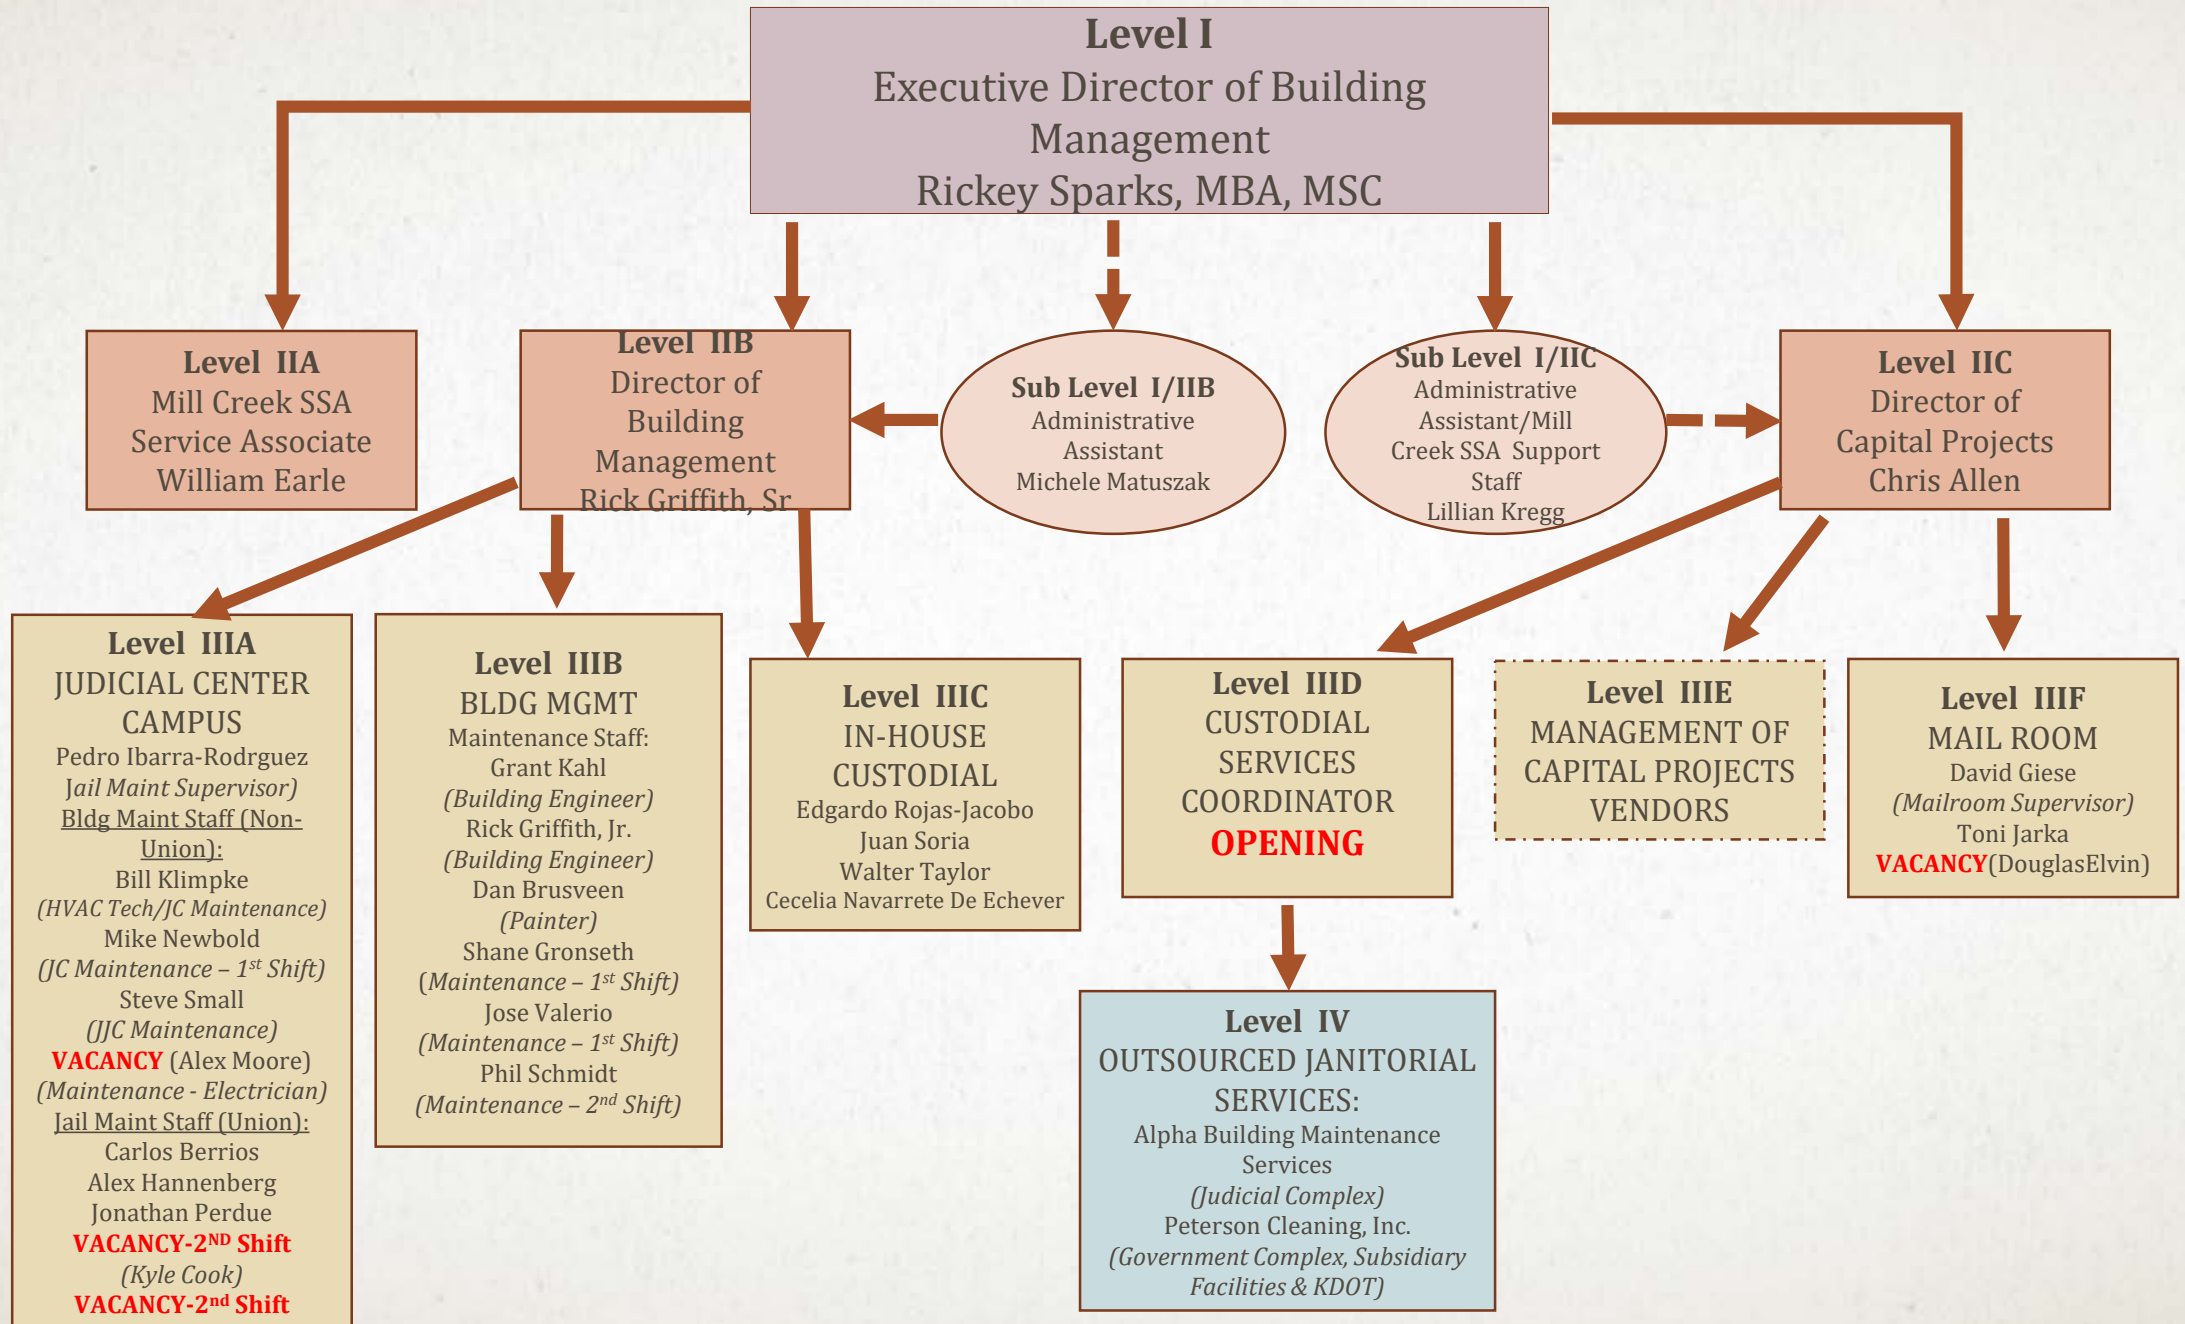 Level I
Executive Director of Building
Management
Rickey Sparks, MBA, MSC
Level IIA
Mill Creek SSA
Service Associate
William Earle
Level IIB
Director of
Building
Management
Rick Griffith, Sr
Sub Level I/IIB
Administrative
Assistant
Michele Matuszak
Sub Level I/IIC
Administrative
Assistant/Mill
Creek SSA Support
Staff
Lillian Kregg
Level IIC
Director of
Capital Projects
Chris Allen
Level IIIA
JUDICIAL CENTER
CAMPUS
Pedro Ibarra-Rodrguez
Jail Maint Supervisor)
Bldg Maint Staff (Non-
Union):
Bill Klimpke
(HVAC Tech/JC Maintenance)
Mike Newbold
(JC Maintenance – 1st Shift)
Steve Small
(JJC Maintenance)
VACANCY (Alex Moore)
(Maintenance - Electrician)
Jail Maint Staff (Union):
Carlos Berrios
Alex Hannenberg
Jonathan Perdue
VACANCY-2ND Shift
(Kyle Cook)
VACANCY-2nd Shift
Level IIIB
BLDG MGMT
Maintenance Staff:
Grant Kahl
(Building Engineer)
Rick Griffith, Jr.
(Building Engineer)
Dan Brusveen
(Painter)
Shane Gronseth
(Maintenance – 1st Shift)
Jose Valerio
(Maintenance – 1st Shift)
Phil Schmidt
(Maintenance – 2nd Shift)
Level IIIC
IN-HOUSE
CUSTODIAL
Edgardo Rojas-Jacobo
Juan Soria
Walter Taylor
Cecelia Navarrete De Echever
Level IIID
CUSTODIAL
SERVICES
COORDINATOR
OPENING
Level IIIE
MANAGEMENT OF
CAPITAL PROJECTS
VENDORS
Level IIIF
MAIL ROOM
David Giese
(Mailroom Supervisor)
Toni Jarka
VACANCY(DouglasElvin)
Level IV
OUTSOURCED JANITORIAL
SERVICES:
Alpha Building Maintenance
Services
(Judicial Complex)
Peterson Cleaning, Inc.
(Government Complex, Subsidiary
Facilities & KDOT)